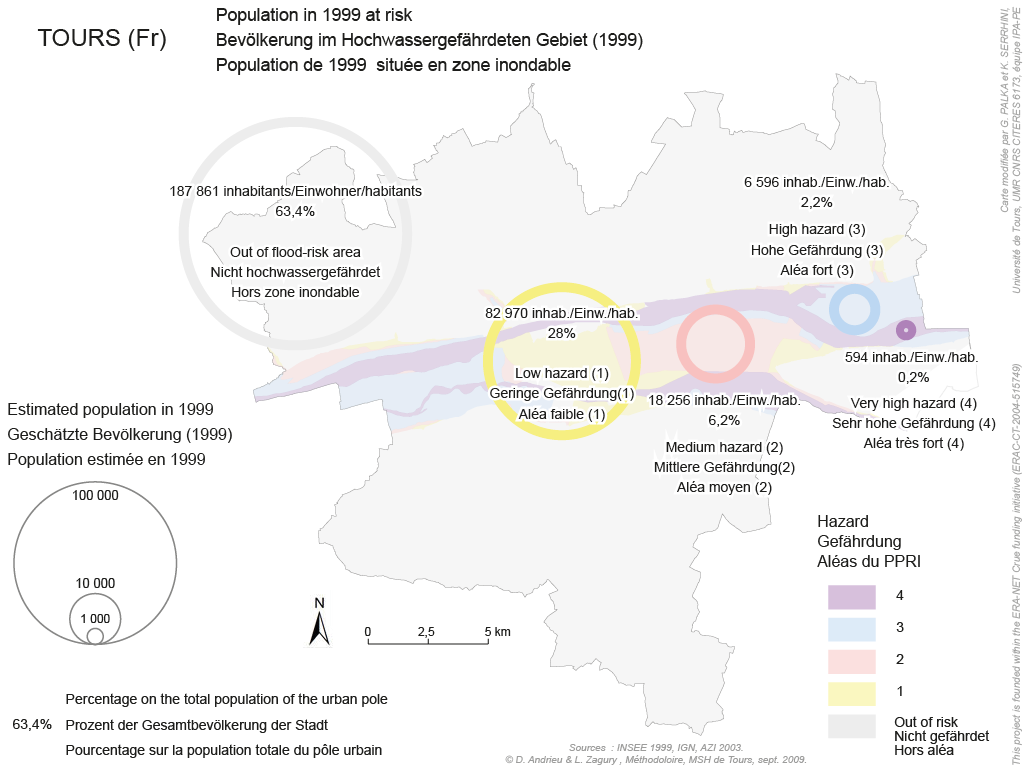 TOURS (Fr)
Population in 1999 at risk
Bevölkerung im Hochwassergefährdeten Gebiet (1999)
Population de 1999 située en zone inondable
187 861 inhabitants/Einwohner/habitants
63,4%
Out of flood-risk area
Nicht hochwassergefährdet
Hors zone inondable
6 596 inhab./Einw./hab.
2,2%
High hazard (3)
Hohe Gefährdung (3)
Aléa fort (3)
82 970 inhab./Einw./hab.
28%
Low hazard (1)
Geringe Gefährdung(1)
Aléa faible (1)
18 256 inhab./Einw./hab.
6,2%
Medium hazard (2)
Mittlere Gefährdung(2)
Aléa moyen (2)
594 inhab./Einw./hab.
0,2%
Very high hazard (4)
Sehr hohe Gefährdung (4)
Aléa très fort (4)
Estimated population in 1999
Geschätzte Bevölkerung (1999)
Population estimée en 1999
100 000
10 000
1 000
N
0 2,5 5 km
Hazard
Gefährdung
Aléas du PPRI
4
3
2
1
Out of risk
Nicht gefährdet
Hors aléa
Percentage on the total population of the urban pole
63,4% Prozent der Gesamtbevölkerung der Stadt
Pourcentage sur la population totale du pôle urbain
Sources : INSEE 1999, IGN, AZI 2003.
© D. Andrieu & L. Zagury , Méthodoloire, MSH de Tours, sept. 2009.
Carte modifiée par G. PALKA et K. SERRHINI,
Université de Tours, UMR CNRS CITERES 6173, équipe IPA-PE
This project is founded within the ERA-NET Crue funding initiative (ERAC-CT-2004-515749)